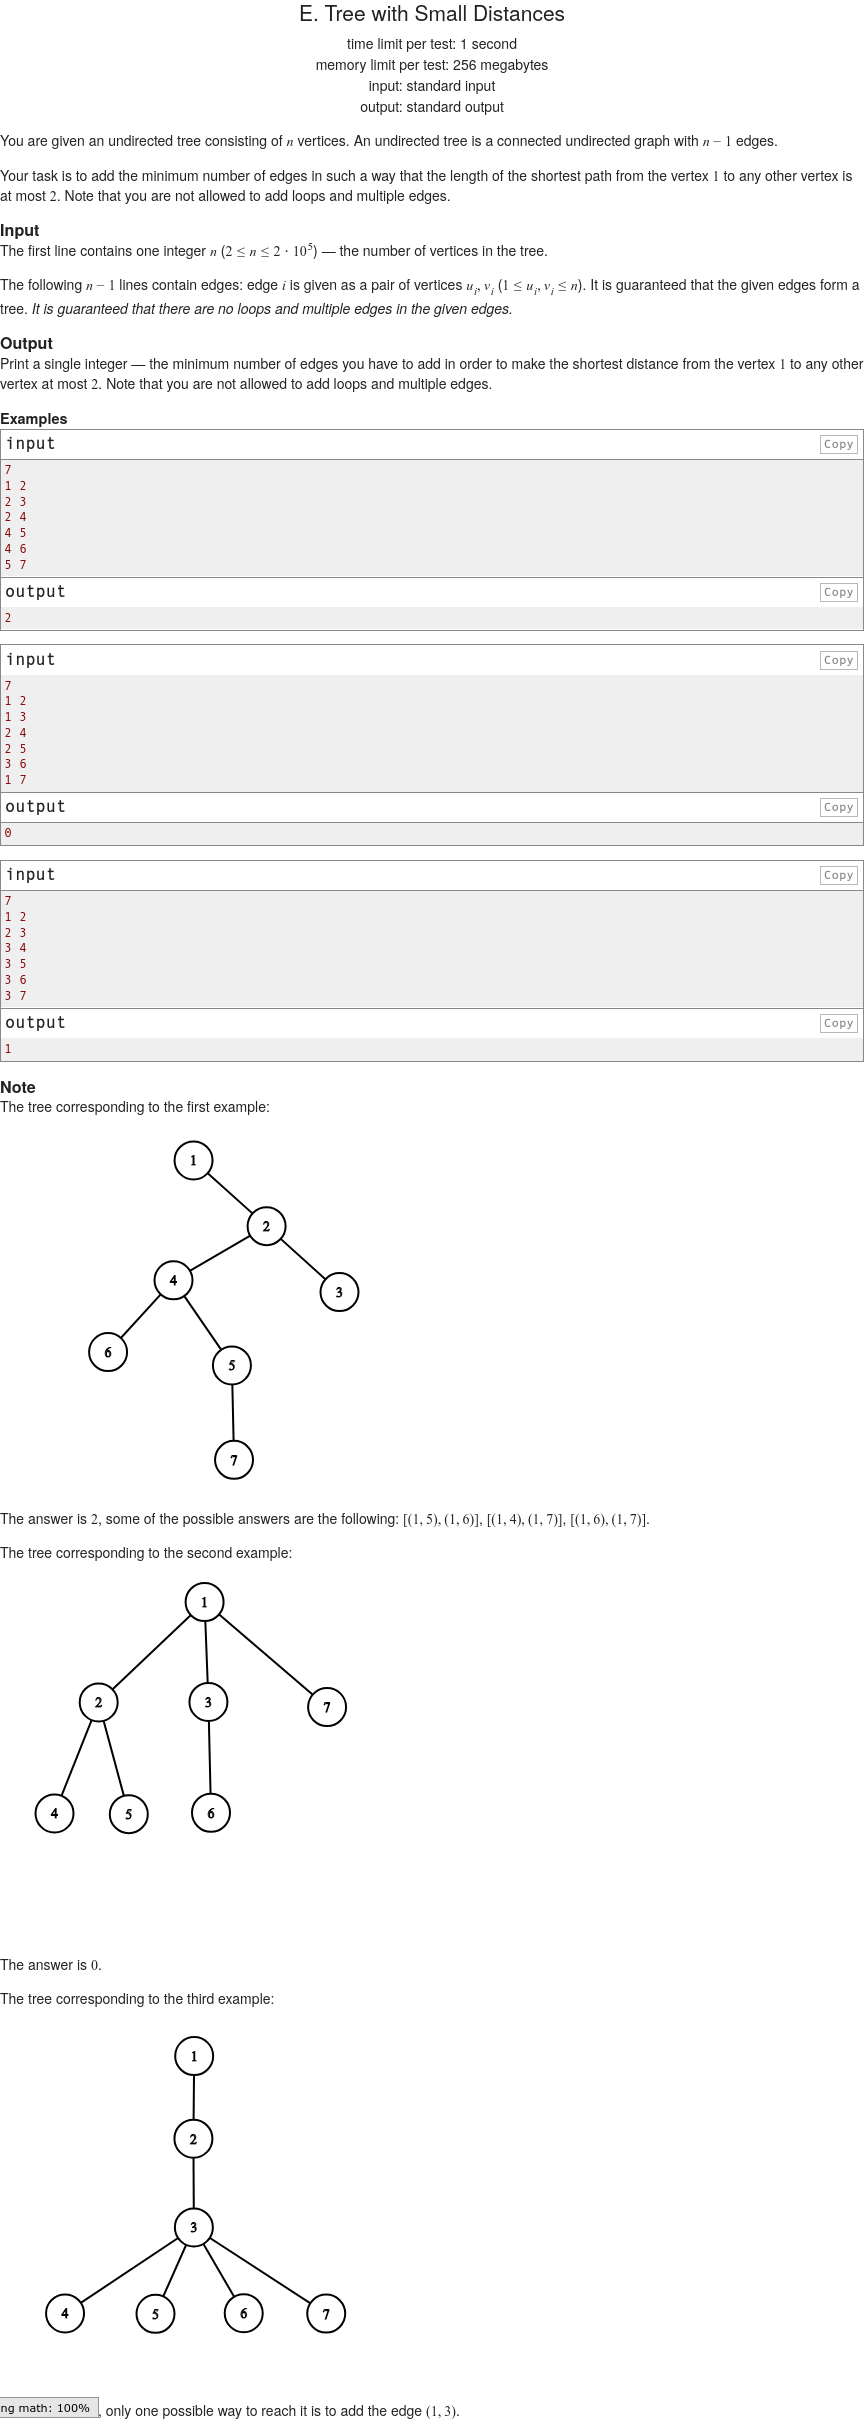 E. Tree with Small Distances
time limit per test: 1 second
memory limit per test: 256 megabytes
input: standard input
output: standard output
You are given an undirected tree consisting of n vertices. An undirected tree is a connected undirected graph with n − 1 edges.
Your task is to add the minimum number of edges in such a way that the length of the shortest path from the vertex 1 to any other vertex is
at most 2. Note that you are not allowed to add loops and multiple edges.
Input
The first line contains one integer n (2 ≤ n ≤ 2 · 10^5) — the number of vertices in the tree.
The following n − 1 lines contain edges: edge i is given as a pair of vertices u_i, v_i (1 ≤ u_i, v_i ≤ n). It is guaranteed that the given edges form a
tree. It is guaranteed that there are no loops and multiple edges in the given edges.
Output
Print a single integer — the minimum number of edges you have to add in order to make the shortest distance from the vertex 1 to any other
vertex at most 2. Note that you are not allowed to add loops and multiple edges.
Examples
input Copy
7
1 2
2 3
2 4
4 5
4 6
5 7
output Copy
2
input Copy
7
1 2
1 3
2 4
2 5
3 6
1 7
output Copy
0
input Copy
7
1 2
2 3
3 4
3 5
3 6
3 7
output Copy
1
Note
The tree corresponding to the first example:
1
2
4
3
6
5
7
The answer is 2, some of the possible answers are the following: [(1, 5), (1, 6)], [(1, 4), (1, 7)], [(1, 6), (1, 7)].
The tree corresponding to the second example:
1
2 3 7
4 5 6
The answer is 0.
The tree corresponding to the third example:
1
2
3
4 5 6 7
ng math: 100% , only one possible way to reach it is to add the edge (1, 3).